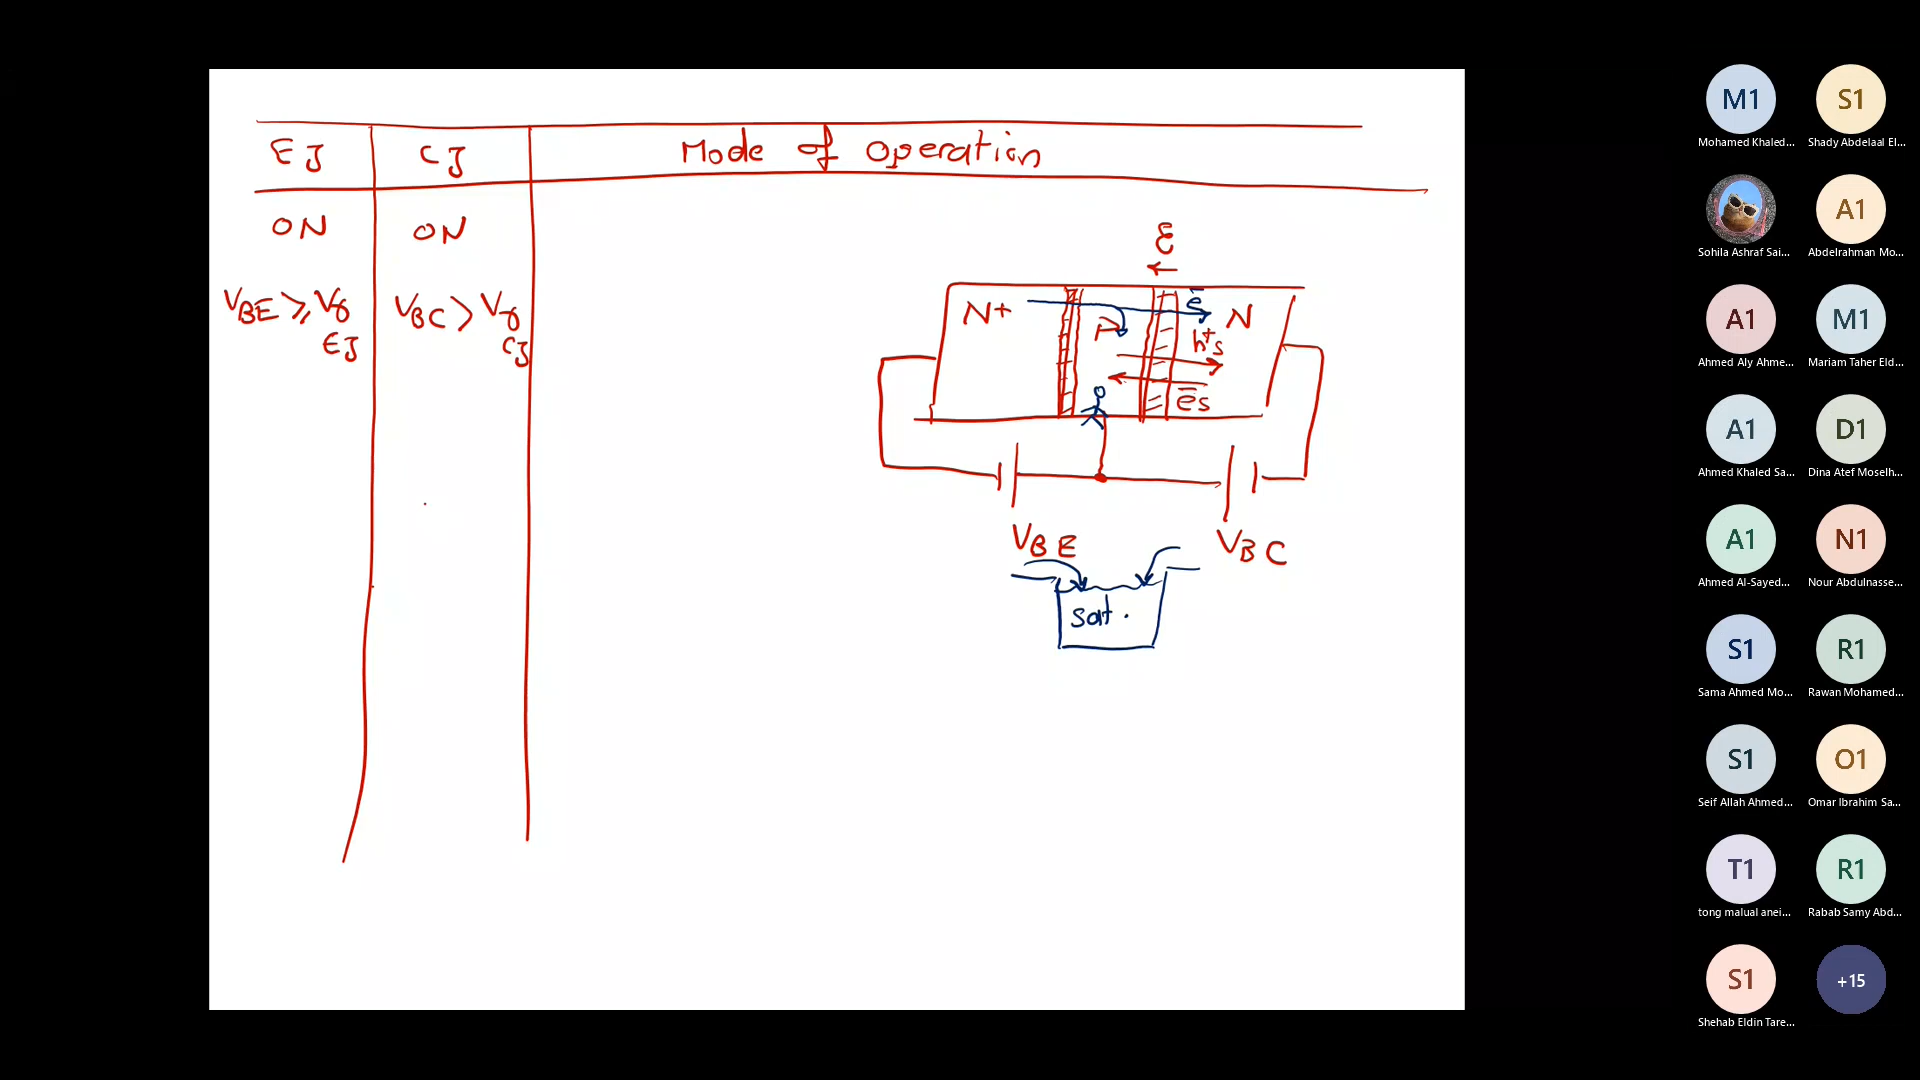 EJ CJ Mode of operation
ON ON
VBE ≥ Vγ EJ VBC > Vγ CJ
ℰ
N+ P N
e⁻
h⁺s
e⁻s
VBE VBC
sat.
M1
Mohamed Khaled...
S1
Shady Abdelaal El...
Sohila Ashraf Sai...
A1
Abdelrahman Mo...
A1
Ahmed Aly Ahme...
M1
Mariam Taher Eld...
A1
Ahmed Khaled Sa...
D1
Dina Atef Moselh...
A1
Ahmed Al-Sayed...
N1
Nour Abdulnasse...
S1
Sama Ahmed Mo...
R1
Rawan Mohamed...
S1
Seif Allah Ahmed...
O1
Omar Ibrahim Sa...
T1
tong malual anei...
R1
Rabab Samy Abd...
S1
Shehab Eldin Tare...
+15